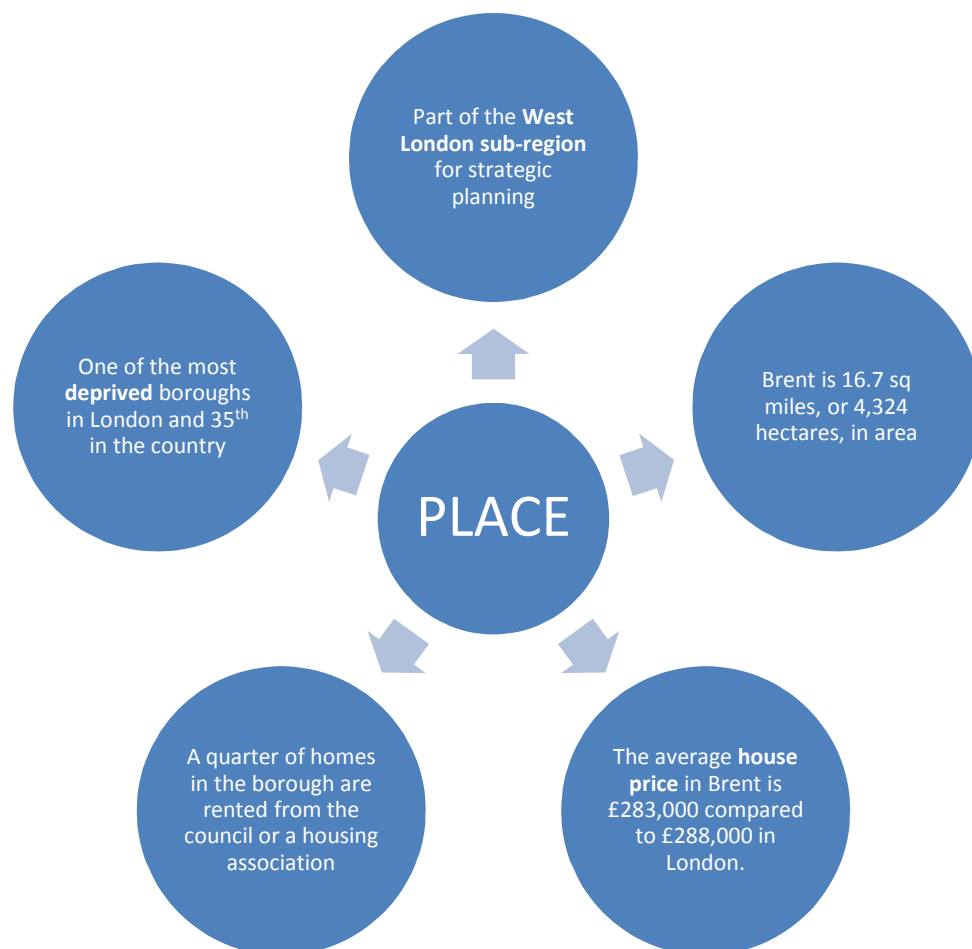 Part of the West
London sub-region
for strategic
planning
One of the most
deprived boroughs
in London and 35th
in the country
Brent is 16.7 sq
miles, or 4,324
hectares, in area
PLACE
A quarter of homes
in the borough are
rented from the
council or a housing
association
The average house
price in Brent is
£283,000 compared
to £288,000 in
London.